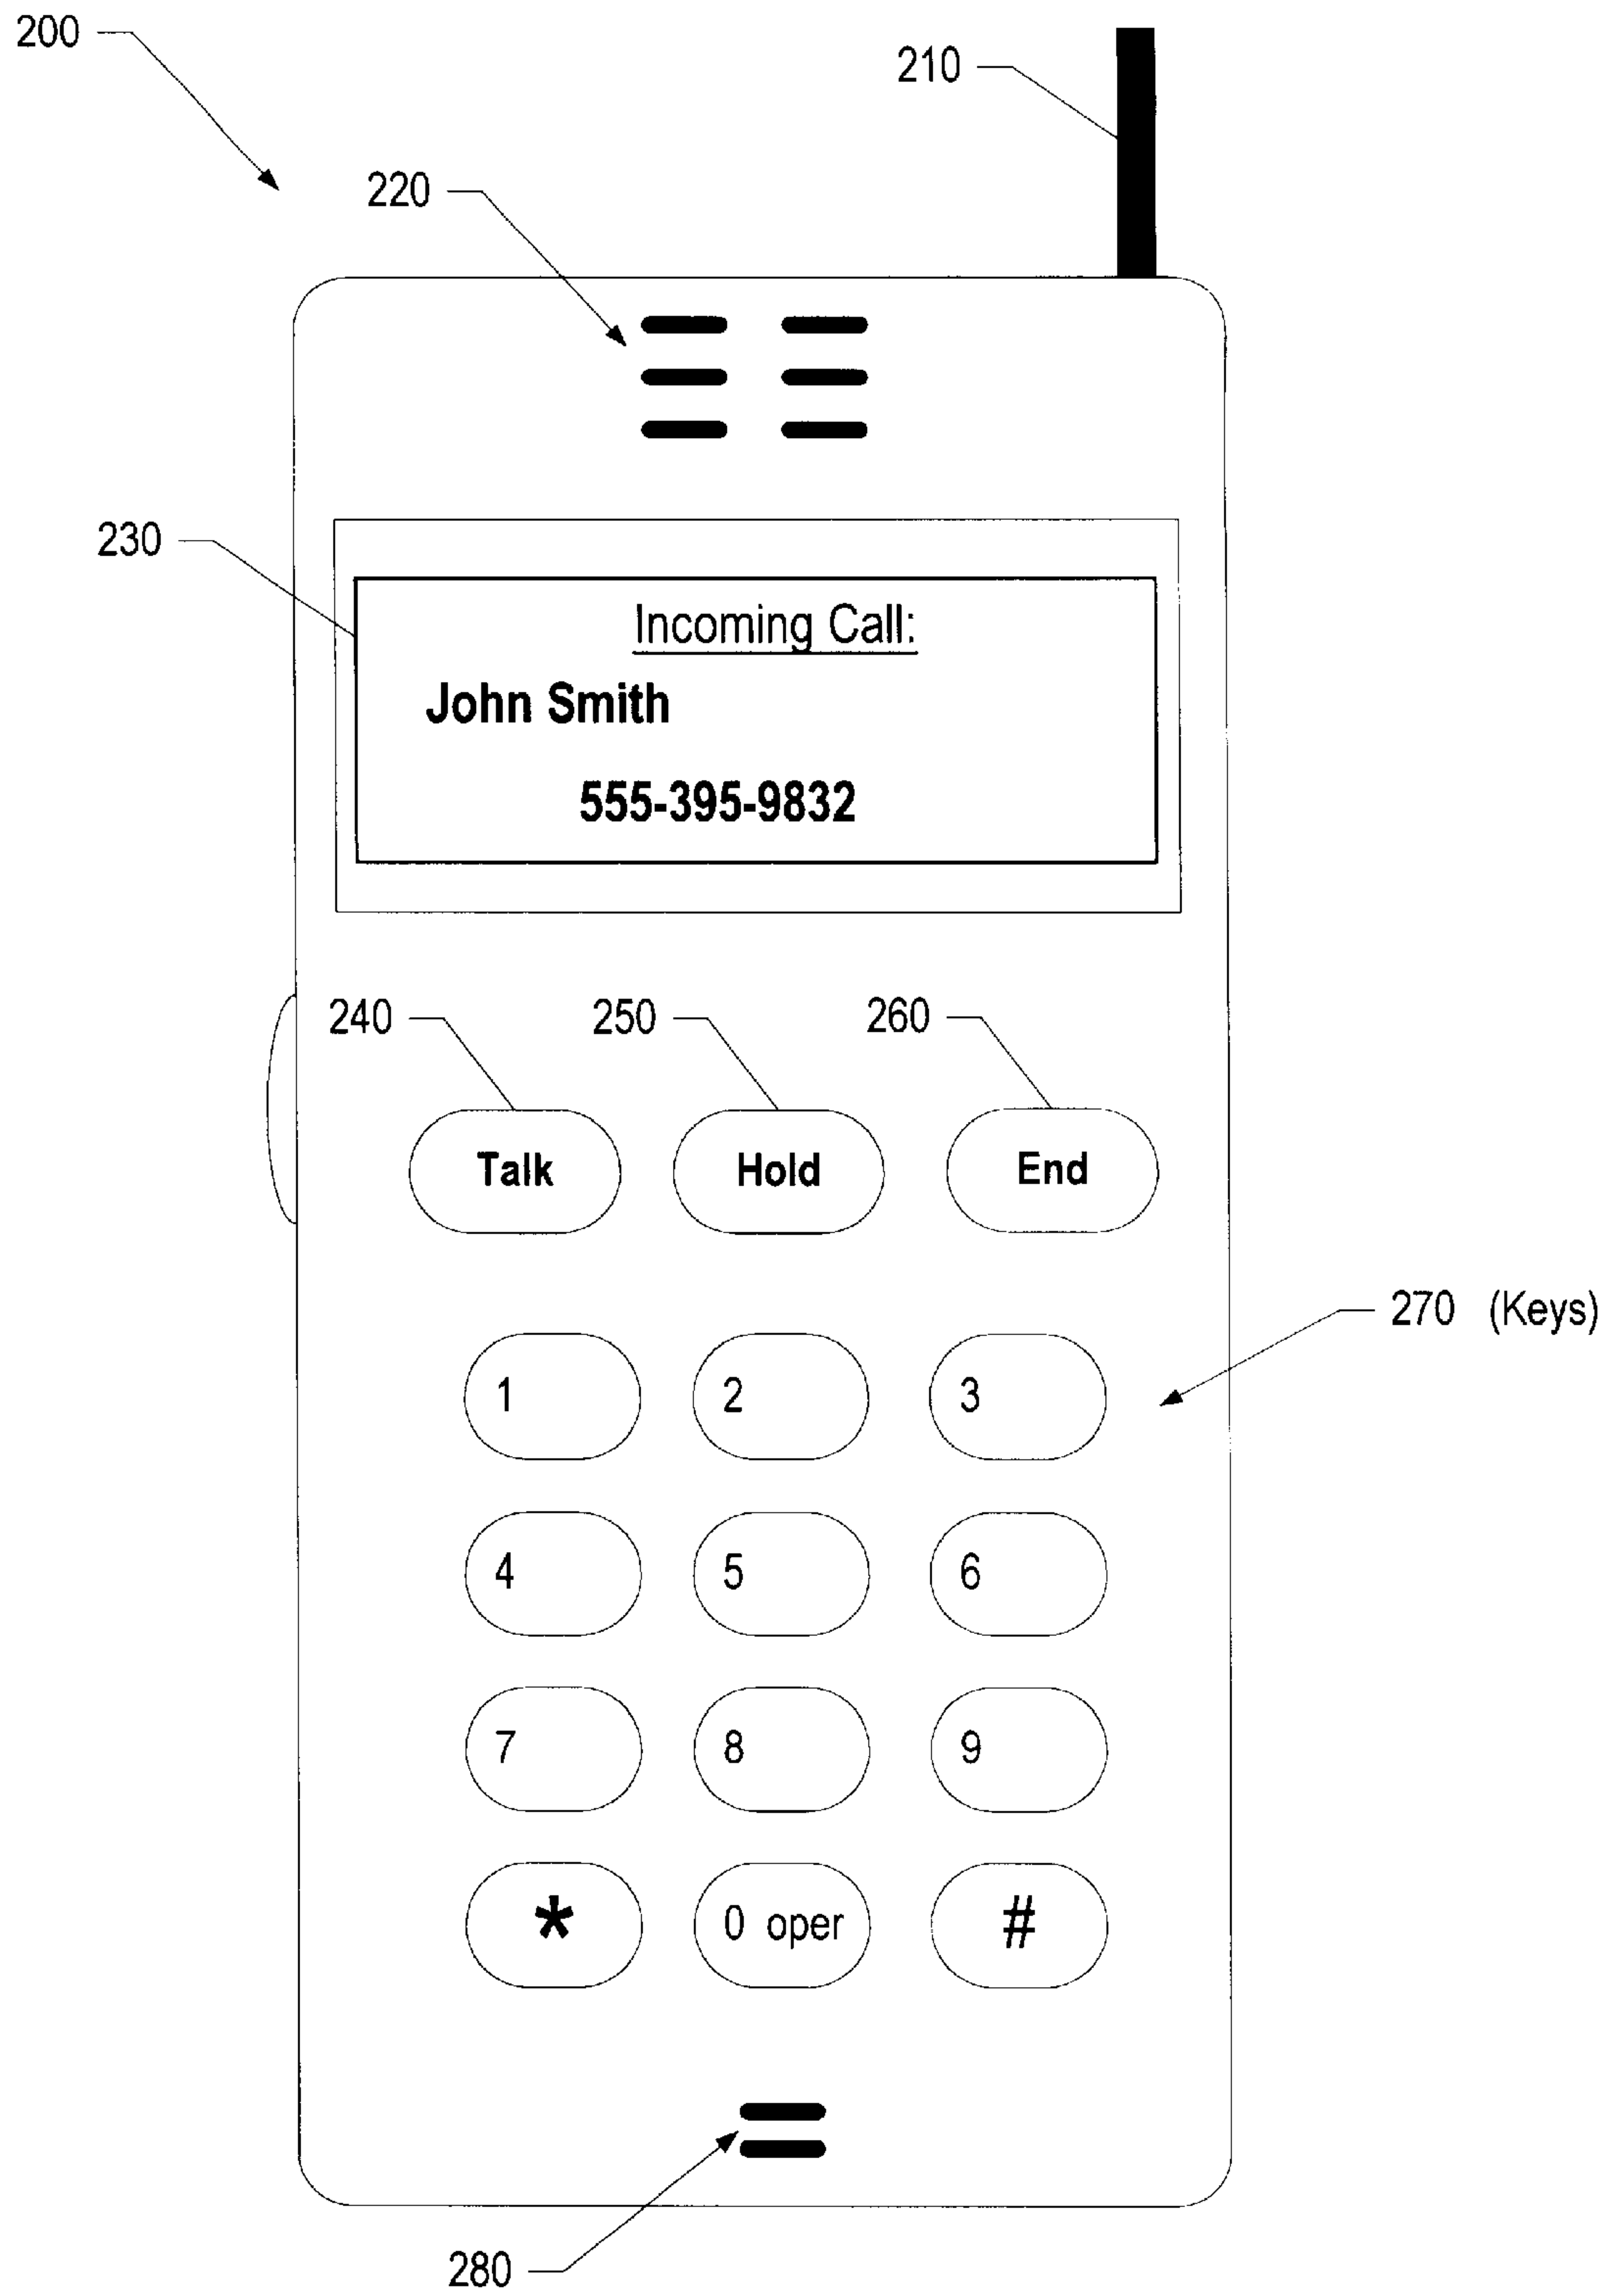 200
210
220
230
Incoming Call:
John Smith
555-395-9832
240 250 260
Talk Hold End
270 (Keys)
1 2 3
4 5 6
7 8 9
* 0 oper #
280